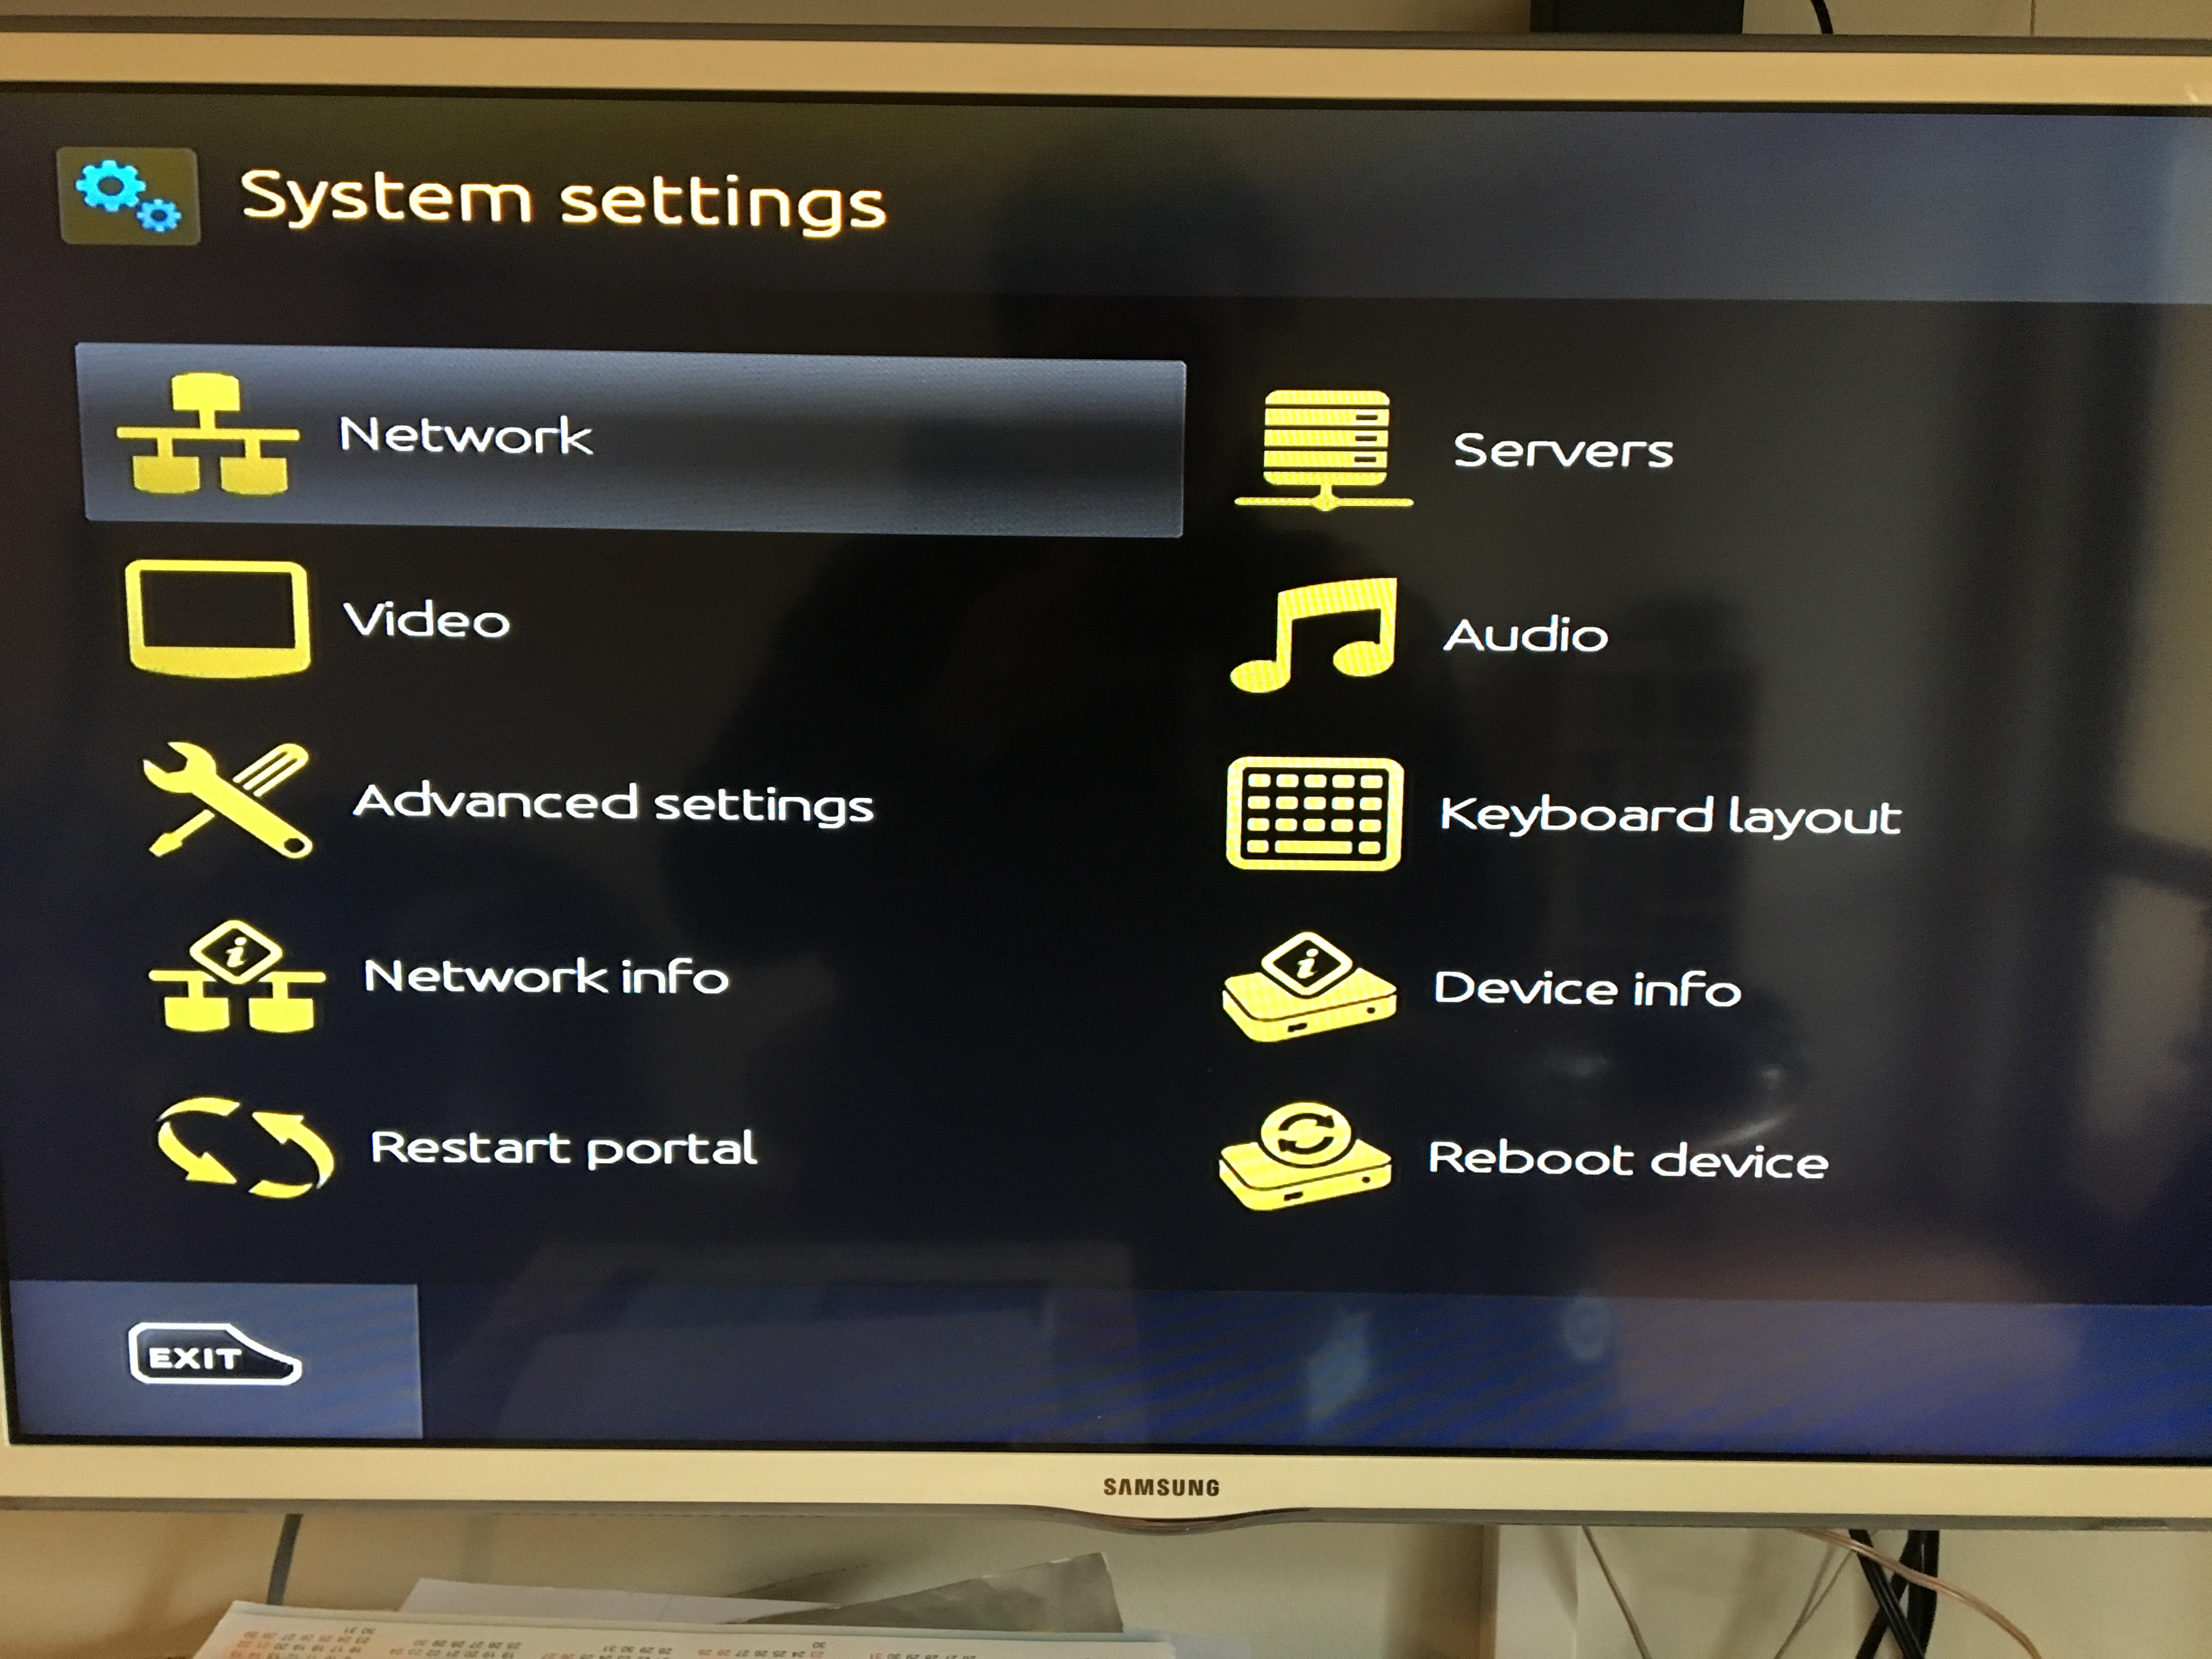 System settings
Network
Servers
Video
Audio
Advanced settings
Keyboard layout
Network info
Device info
Restart portal
Reboot device
EXIT
SAMSUNG